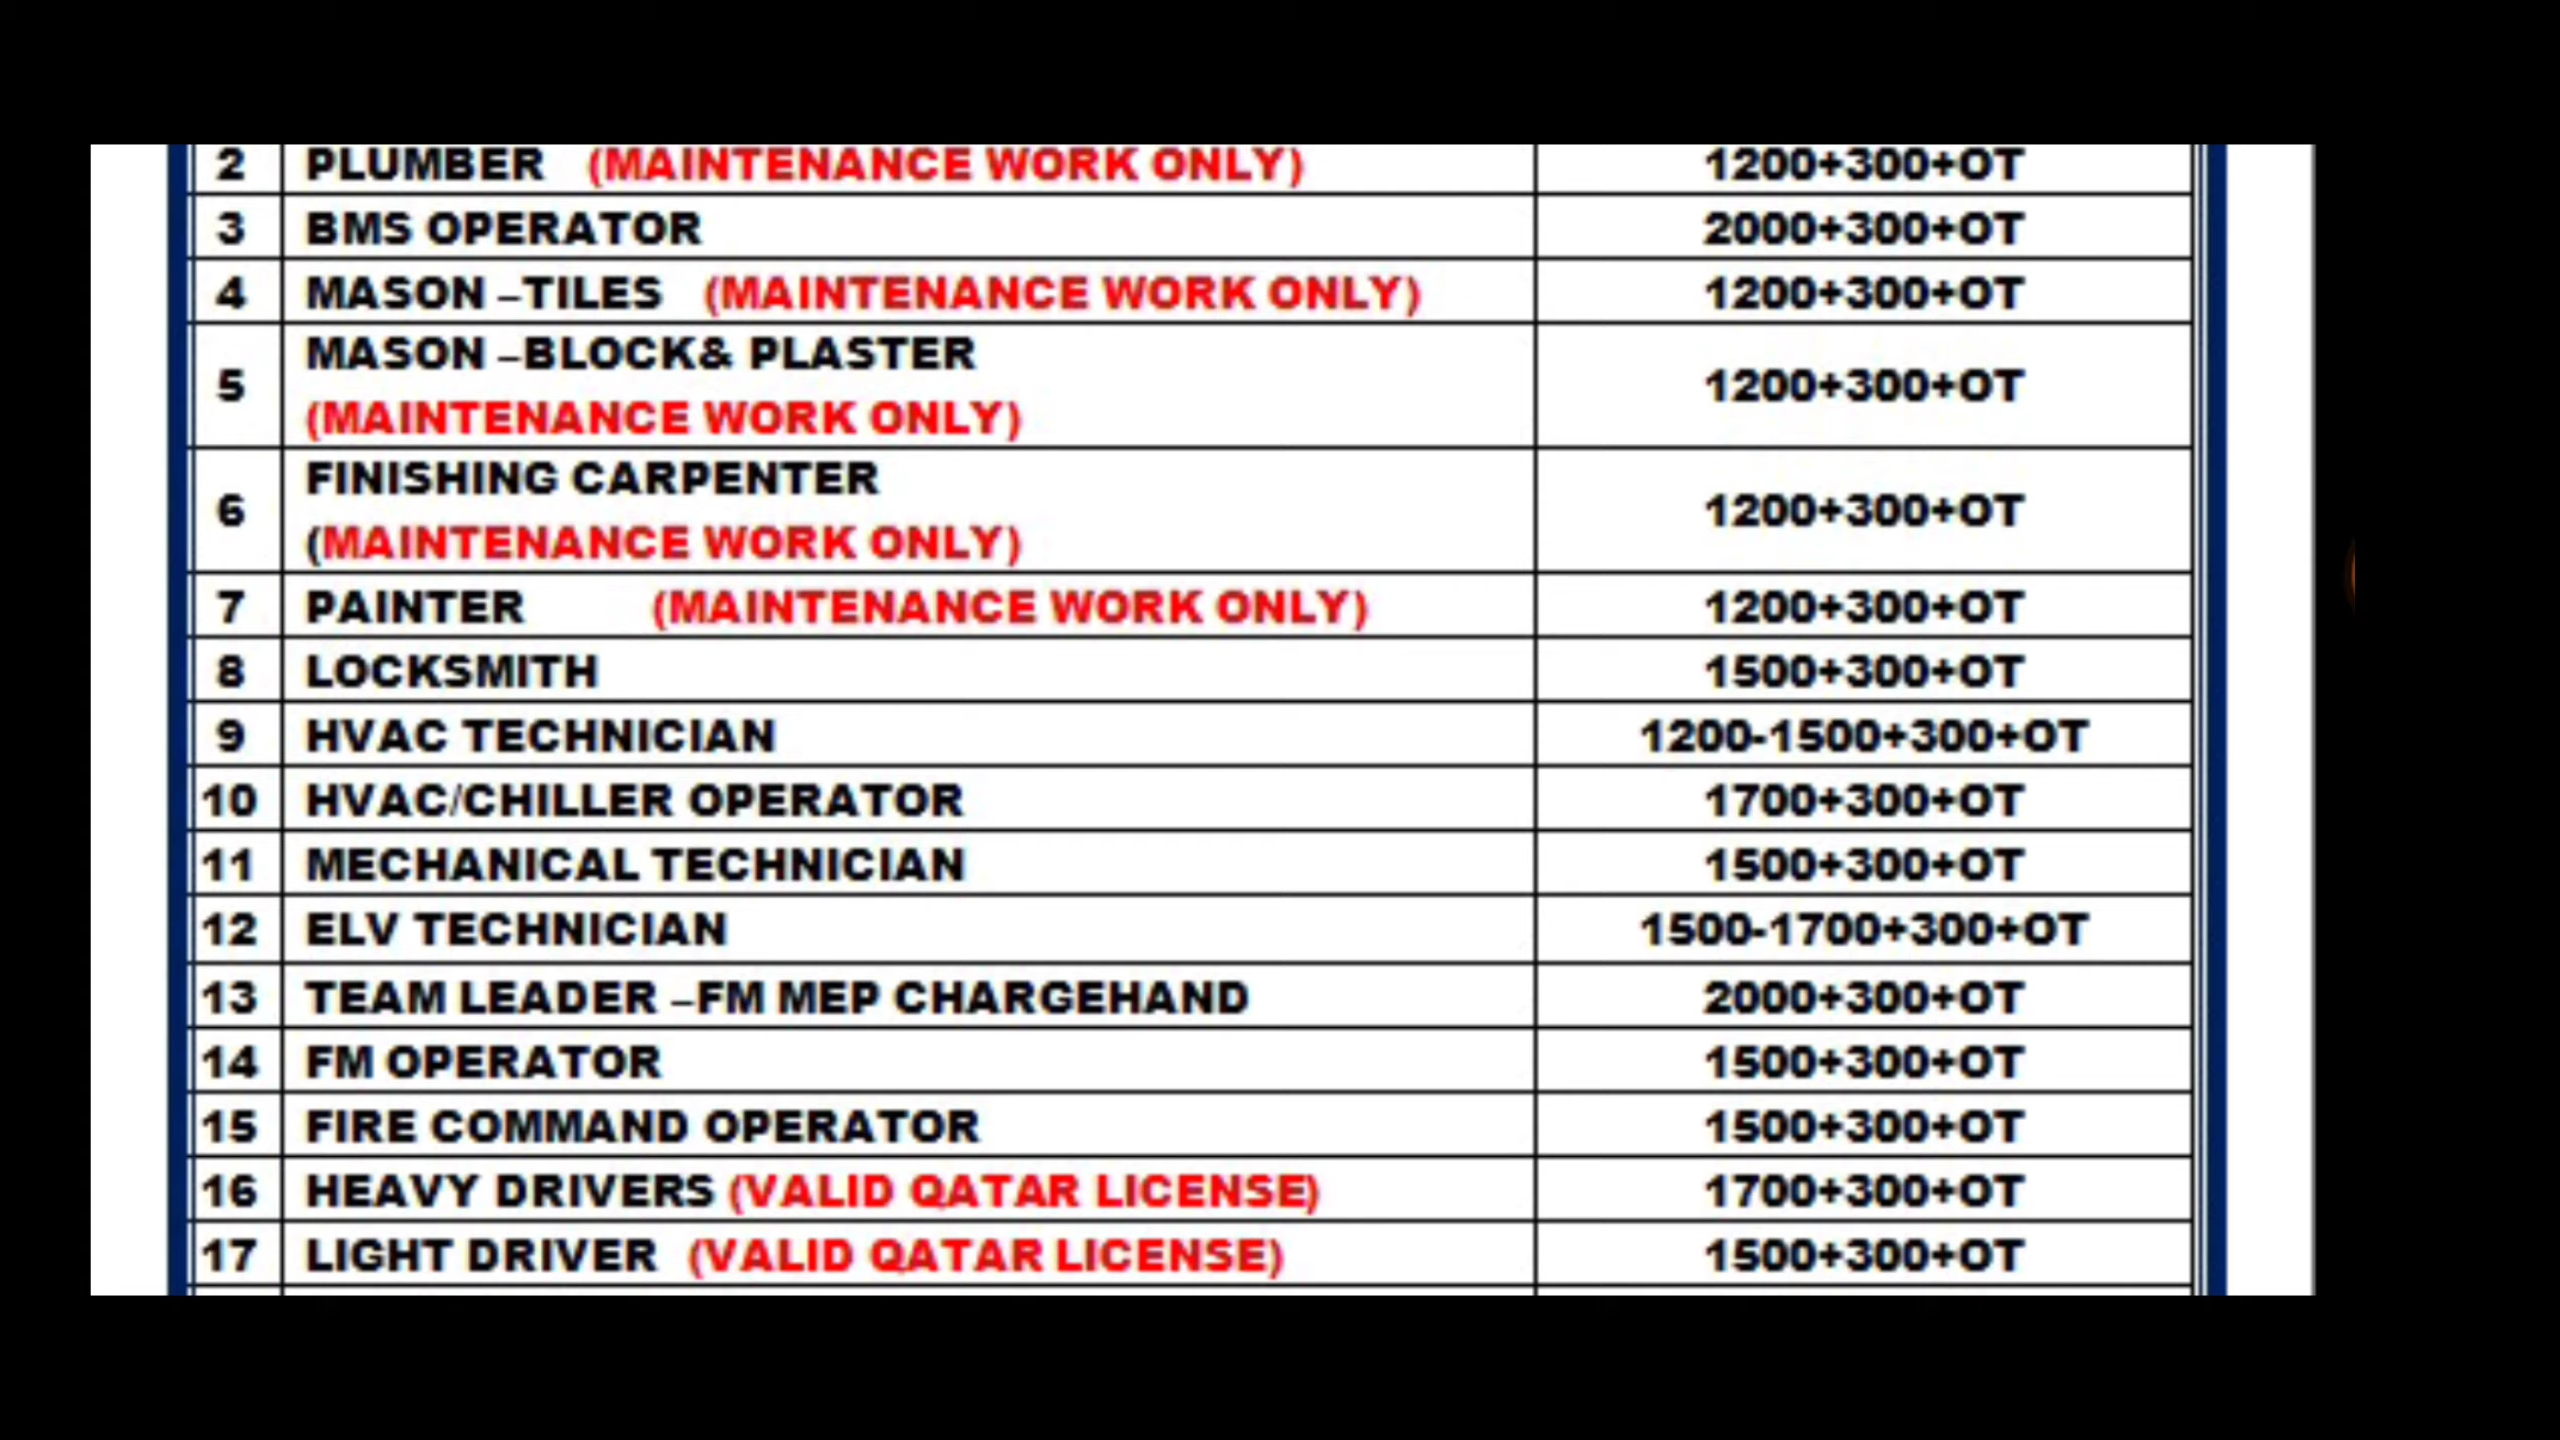 2 PLUMBER (MAINTENANCE WORK ONLY) 1200+300+OT
3 BMS OPERATOR 2000+300+OT
4 MASON –TILES (MAINTENANCE WORK ONLY) 1200+300+OT
5 MASON –BLOCK& PLASTER
(MAINTENANCE WORK ONLY) 1200+300+OT
6 FINISHING CARPENTER
(MAINTENANCE WORK ONLY) 1200+300+OT
7 PAINTER (MAINTENANCE WORK ONLY) 1200+300+OT
8 LOCKSMITH 1500+300+OT
9 HVAC TECHNICIAN 1200-1500+300+OT
10 HVAC/CHILLER OPERATOR 1700+300+OT
11 MECHANICAL TECHNICIAN 1500+300+OT
12 ELV TECHNICIAN 1500-1700+300+OT
13 TEAM LEADER –FM MEP CHARGEHAND 2000+300+OT
14 FM OPERATOR 1500+300+OT
15 FIRE COMMAND OPERATOR 1500+300+OT
16 HEAVY DRIVERS (VALID QATAR LICENSE) 1700+300+OT
17 LIGHT DRIVER (VALID QATAR LICENSE) 1500+300+OT